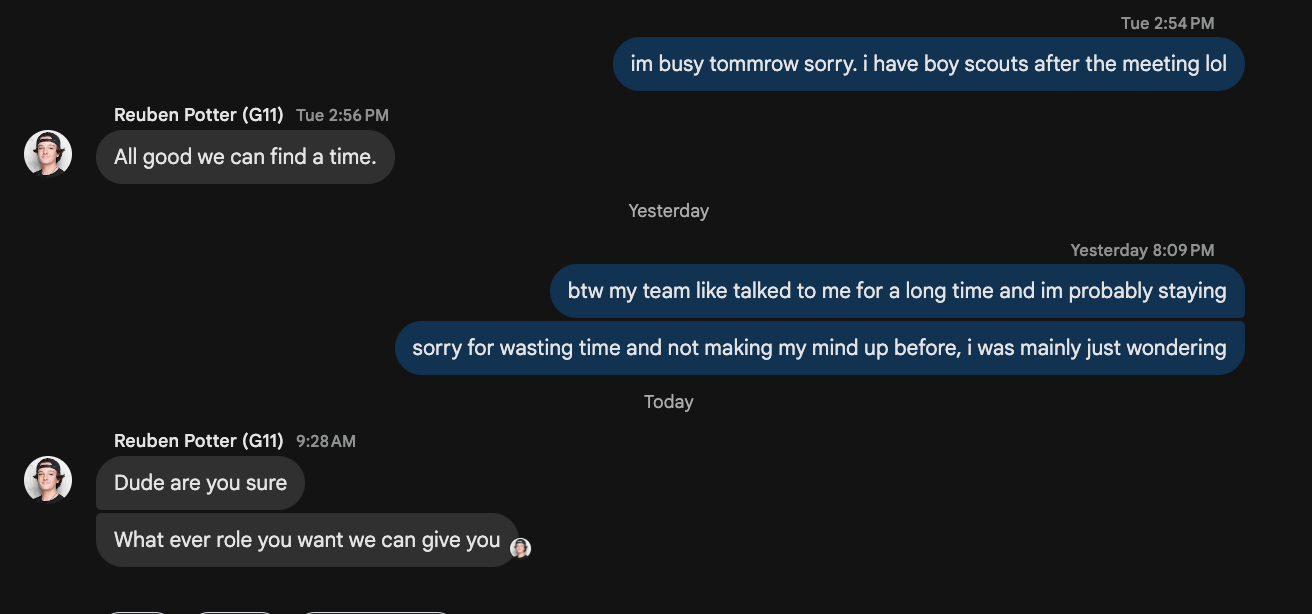 Tue 2:54 PM
im busy tommrow sorry. i have boy scouts after the meeting lol
Reuben Potter (G11) Tue 2:56 PM
All good we can find a time.
Yesterday
Yesterday 8:09 PM
btw my team like talked to me for a long time and im probably staying
sorry for wasting time and not making my mind up before, i was mainly just wondering
Today
Reuben Potter (G11) 9:28 AM
Dude are you sure
What ever role you want we can give you